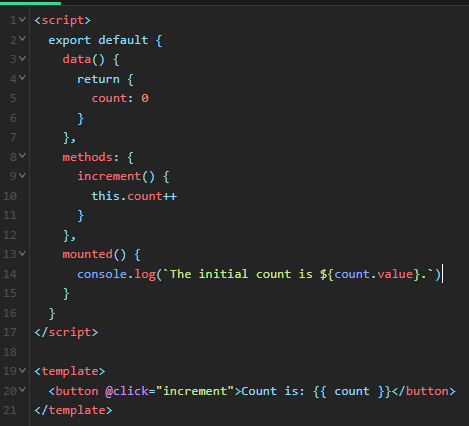 1 <script>
2 export default {
3 data() {
4 return {
5 count: 0
6 }
7 },
8 methods: {
9 increment() {
10 this.count++
11 }
12 },
13 mounted() {
14 console.log(`The initial count is ${count.value}.`)
15 }
16 }
17 </script>
18
19 <template>
20 <button @click="increment">Count is: {{ count }}</button>
21 </template>